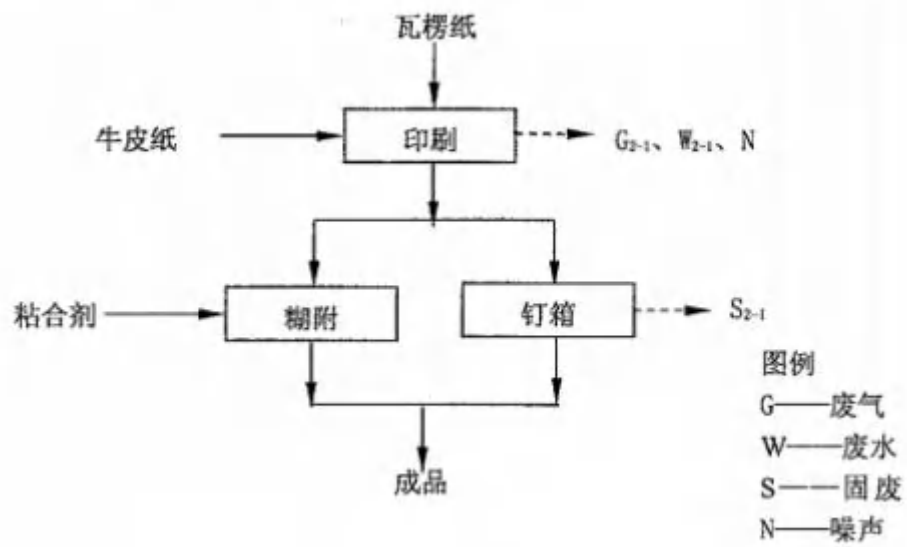 瓦楞纸
牛皮纸
印刷
G₂₋₁、W₂₋₁、N
粘合剂
糊附
钉箱
S₂₋₁
图例
G——废气
W——废水
S——固废
N——噪声
成品